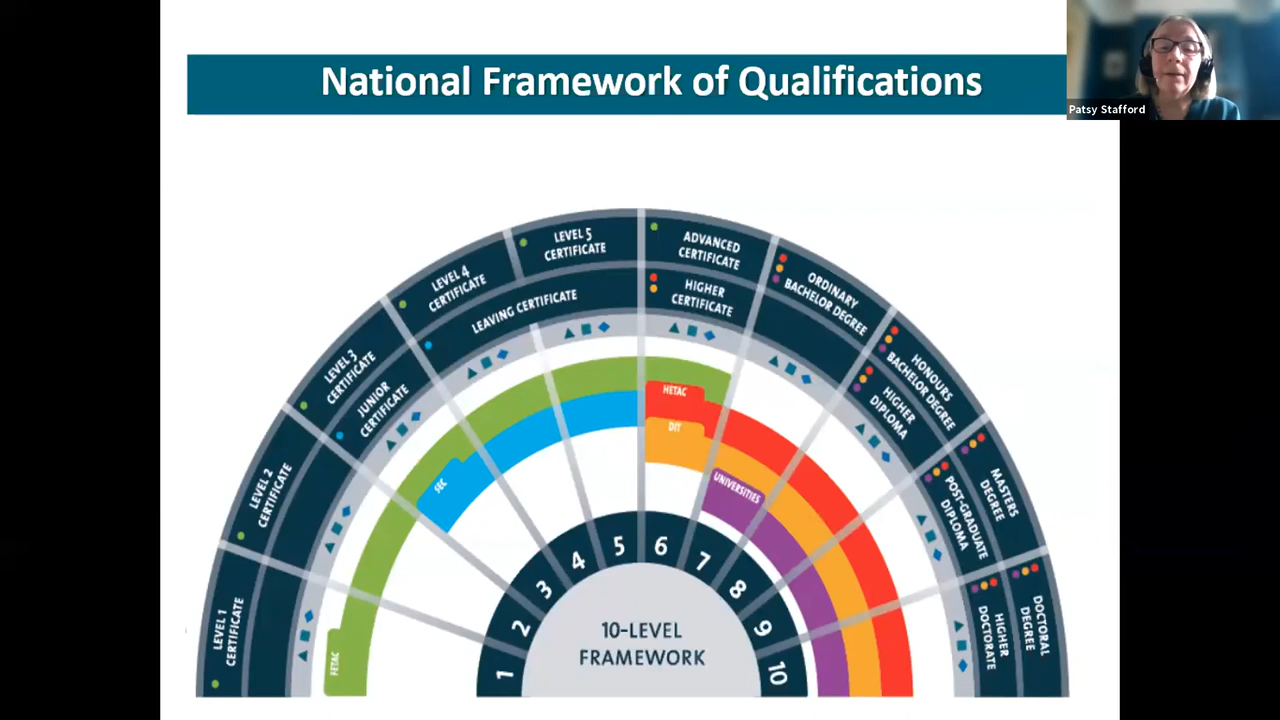 National Framework of Qualifications
Patsy Stafford
LEVEL 1
CERTIFICATE
LEVEL 2
CERTIFICATE
LEVEL 3
CERTIFICATE
JUNIOR
CERTIFICATE
LEVEL 4
CERTIFICATE
LEVEL 5
CERTIFICATE
LEAVING CERTIFICATE
ADVANCED
CERTIFICATE
HIGHER
CERTIFICATE
ORDINARY
BACHELOR DEGREE
HONOURS
BACHELOR DEGREE
HIGHER
DIPLOMA
MASTERS
DEGREE
POST-GRADUATE
DIPLOMA
DOCTORAL
DEGREE
HIGHER
DOCTORATE
FETAC
SEC
HETAC
DIT
UNIVERSITIES
1
2
3
4
5
6
7
8
9
10
10-LEVEL
FRAMEWORK